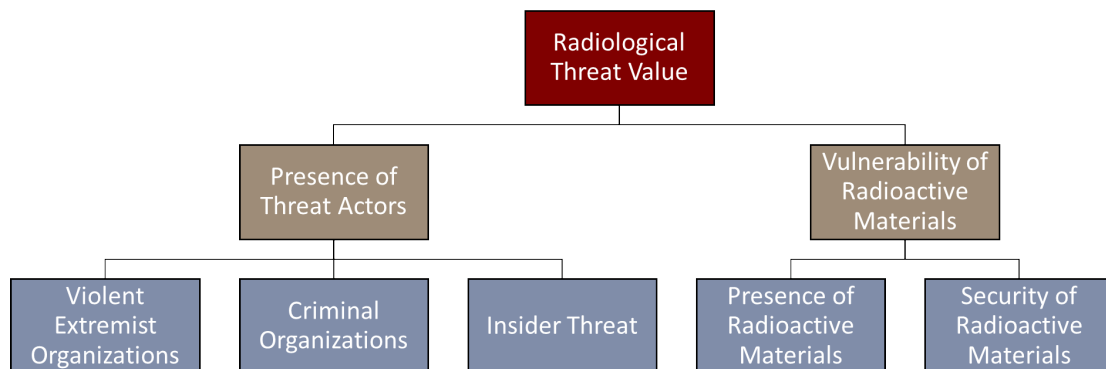 Radiological
Threat Value
Presence of
Threat Actors
Vulnerability of
Radioactive
Materials
Violent
Extremist
Organizations
Criminal
Organizations
Insider Threat
Presence of
Radioactive
Materials
Security of
Radioactive
Materials